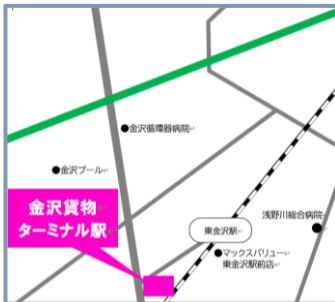 金沢循環器病院
金沢プール
金沢貨物
ターミナル駅
浅野川総合病院
東金沢駅
マックスバリュー
東金沢駅前店